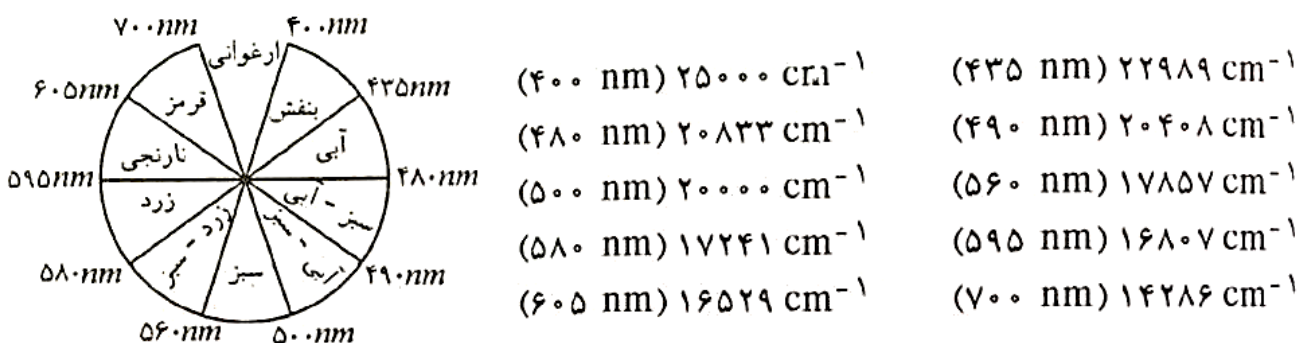 ۷۰۰nm
۴۰۰nm
ارغوانی
۶۰۵nm
۴۳۵nm
قرمز
بنفش
نارنجی
آبی
۵۹۵nm
۴۸۰nm
زرد
سبز - آبی
زرد - سبز
سبز
آبی - سبز
۵۸۰nm
۴۹۰nm
۵۶۰nm
۵۰۰nm
(۴۰۰ nm) ۲۵۰۰۰ cm⁻¹
(۴۳۵ nm) ۲۲۹۸۹ cm⁻¹
(۴۸۰ nm) ۲۰۸۳۳ cm⁻¹
(۴۹۰ nm) ۲۰۴۰۸ cm⁻¹
(۵۰۰ nm) ۲۰۰۰۰ cm⁻¹
(۵۶۰ nm) ۱۷۸۵۷ cm⁻¹
(۵۸۰ nm) ۱۷۲۴۱ cm⁻¹
(۵۹۵ nm) ۱۶۸۰۷ cm⁻¹
(۶۰۵ nm) ۱۶۵۲۹ cm⁻¹
(۷۰۰ nm) ۱۴۲۸۶ cm⁻¹